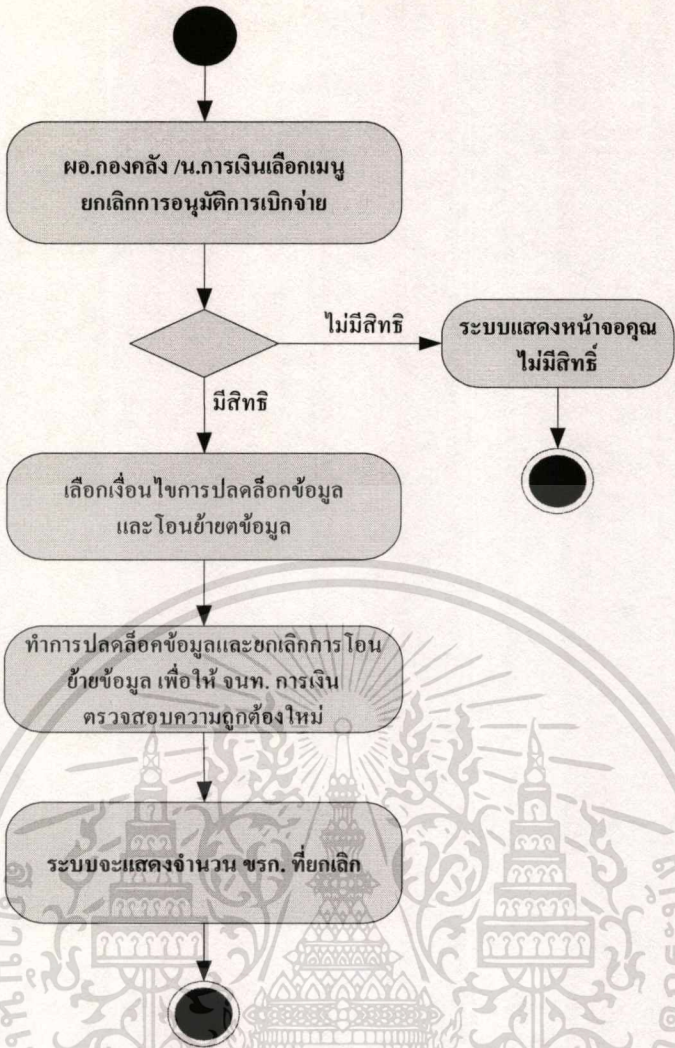 ผอ.กองคลัง /น.การเงินเลือกเมนู
ยกเลิกการอนุมัติการเบิกจ่าย
ไม่มีสิทธิ
ระบบแสดงหน้าจอคุณ
ไม่มีสิทธิ์
มีสิทธิ
เลือกเงื่อนไขการปลดล็อกข้อมูล
และโอนย้ายตข้อมูล
ทำการปลดล็อคข้อมูลและยกเลิกการโอน
ย้ายข้อมูล เพื่อให้ จนท. การเงิน
ตรวจสอบความถูกต้องใหม่
ระบบจะแสดงจำนวน ขรก. ที่ยกเลิก